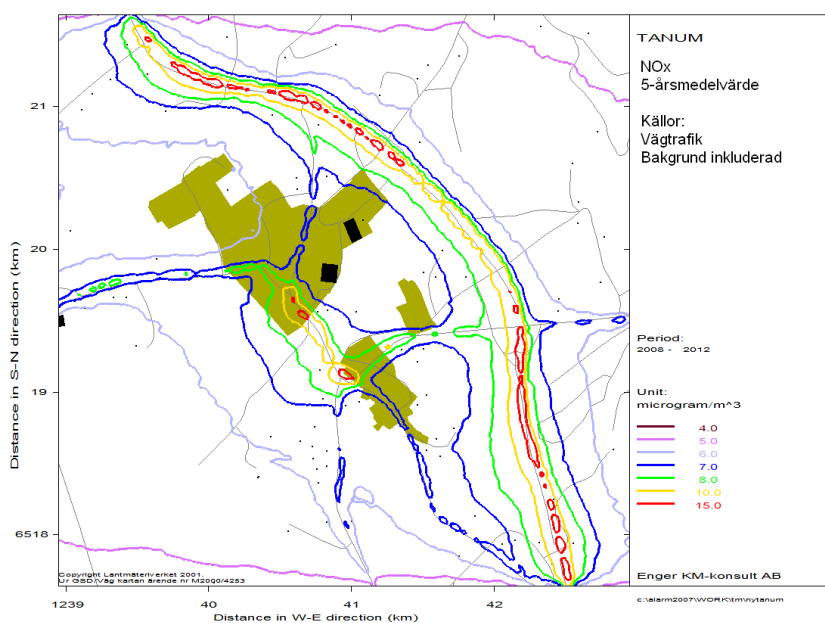 TANUM
NOx
5-årsmedelvärde
Källor:
Vägtrafik
Bakgrund inkluderad
Period:
2008 - 2012
Unit:
microgram/m^3
4.0
5.0
6.0
7.0
8.0
10.0
15.0
Enger KM-konsult AB
c:\alarm2007\WORK\tm\nytanum
Distance in S-N direction (km)
21
20
19
6518
Copyright Lantmäteriverket 2001.
Ur GSD/Väg kartan ärende nr M2000/4253
1239
40
41
42
Distance in W-E direction (km)